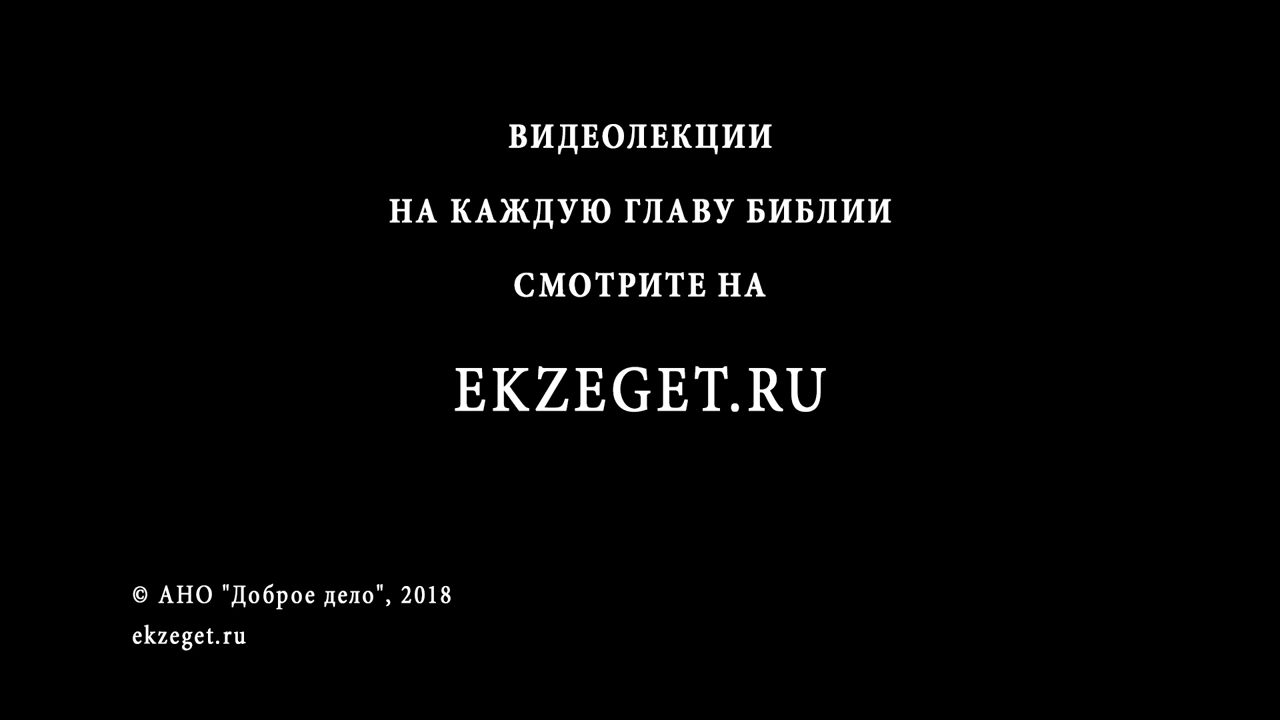 ВИДЕОЛЕКЦИИ
НА КАЖДУЮ ГЛАВУ БИБЛИИ
СМОТРИТЕ НА
EKZEGET.RU
© АНО "Доброе дело", 2018
ekzeget.ru